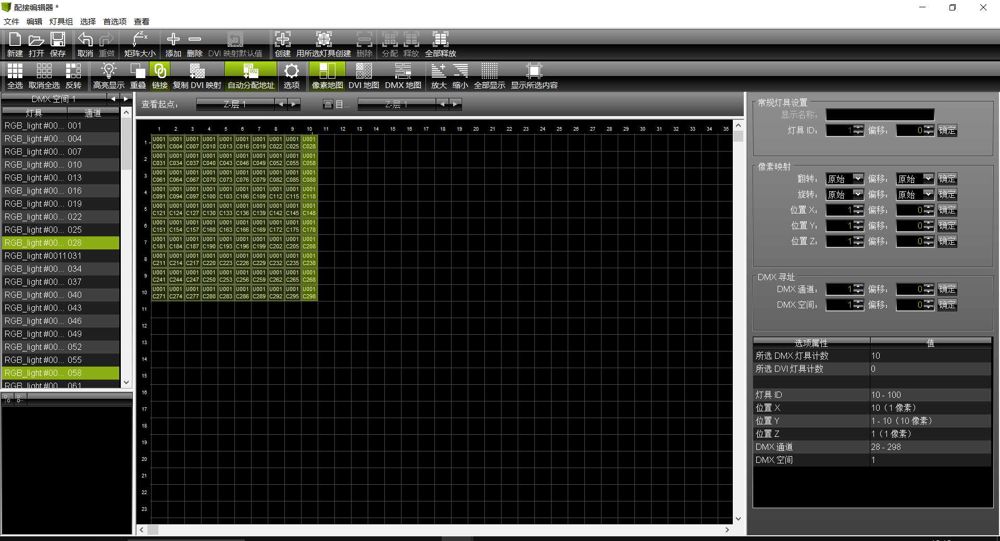 配接编辑器 *
文件 编辑 灯具组 选择 首选项 查看
新建 打开 保存 取消 重做 矩阵大小 添加 删除 DVI 映射默认值 创建 用所选灯具创建 删除 分配 释放 全部释放
全选 取消全选 反转 高亮显示 重叠 链接 复制 DVI 映射 自动分配地址 选项 像素地图 DVI 地图 DMX 地图 放大 缩小 全部显示 显示所选内容
DMX 空间 1
灯具 通道
RGB_light #00... 001
RGB_light #00... 004
RGB_light #00... 007
RGB_light #00... 010
RGB_light #00... 013
RGB_light #00... 016
RGB_light #00... 019
RGB_light #00... 022
RGB_light #00... 025
RGB_light #00... 028
RGB_light #0011 031
RGB_light #00... 034
RGB_light #00... 037
RGB_light #00... 040
RGB_light #00... 043
RGB_light #00... 046
RGB_light #00... 049
RGB_light #00... 052
RGB_light #00... 055
RGB_light #00... 058
RGB_light #00... 061
查看起点： Z-层 1 目... Z-层 1
1 2 3 4 5 6 7 8 9 10 11 12 13 14 15 16 17 18 19 20 21 22 23 24 25 26 27 28 29 30 31 32 33 34 35
1 U001 U001 U001 U001 U001 U001 U001 U001 U001 U001
C001 C004 C007 C010 C013 C016 C019 C022 C025 C028
2 U001 U001 U001 U001 U001 U001 U001 U001 U001 U001
C031 C034 C037 C040 C043 C046 C049 C052 C055 C058
3 U001 U001 U001 U001 U001 U001 U001 U001 U001 U001
C061 C064 C067 C070 C073 C076 C079 C082 C085 C088
4 U001 U001 U001 U001 U001 U001 U001 U001 U001 U001
C091 C094 C097 C100 C103 C106 C109 C112 C115 C118
5 U001 U001 U001 U001 U001 U001 U001 U001 U001 U001
C121 C124 C127 C130 C133 C136 C139 C142 C145 C148
6 U001 U001 U001 U001 U001 U001 U001 U001 U001 U001
C151 C154 C157 C160 C163 C166 C169 C172 C175 C178
7 U001 U001 U001 U001 U001 U001 U001 U001 U001 U001
C181 C184 C187 C190 C193 C196 C199 C202 C205 C208
8 U001 U001 U001 U001 U001 U001 U001 U001 U001 U001
C211 C214 C217 C220 C223 C226 C229 C232 C235 C238
9 U001 U001 U001 U001 U001 U001 U001 U001 U001 U001
C241 C244 C247 C250 C253 C256 C259 C262 C265 C268
10 U001 U001 U001 U001 U001 U001 U001 U001 U001 U001
C271 C274 C277 C280 C283 C286 C289 C292 C295 C298
11
12
13
14
15
16
17
18
19
20
21
22
23
常规灯具设置
显示名称：
灯具 ID： 1 偏移： 0 确定
像素映射
翻转： 原始 偏移： 原始 确定
旋转： 原始 偏移： 原始 确定
位置 X： 1 偏移： 0 确定
位置 Y： 1 偏移： 0 确定
位置 Z： 1 偏移： 0 确定
DMX 寻址
DMX 通道： 1 偏移： 0 确定
DMX 空间： 1 偏移： 0 确定
选项属性 值
所选 DMX 灯具计数 10
所选 DVI 灯具计数 0
灯具 ID 10 - 100
位置 X 10（1 像素）
位置 Y 1 - 10（10 像素）
位置 Z 1（1 像素）
DMX 通道 28 - 298
DMX 空间 1